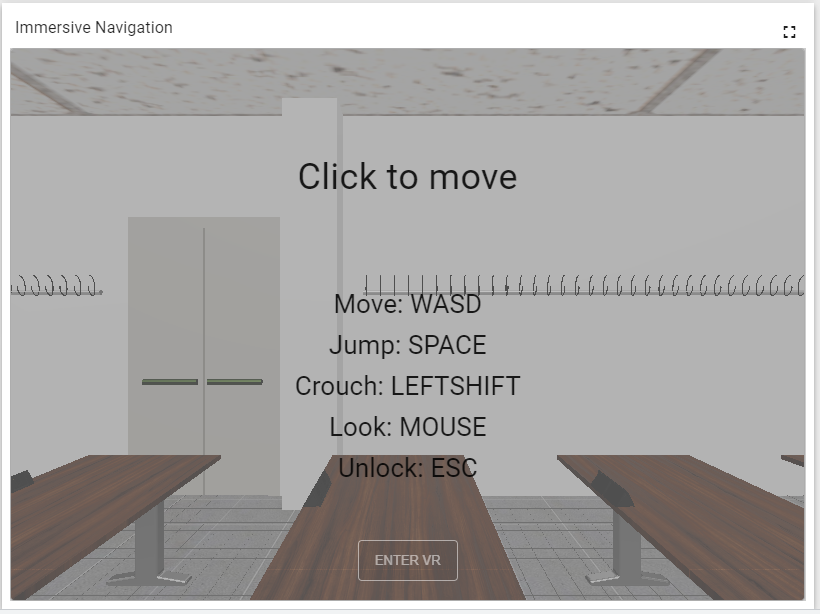 Immersive Navigation
Click to move
Move: WASD
Jump: SPACE
Crouch: LEFTSHIFT
Look: MOUSE
Unlock: ESC
ENTER VR